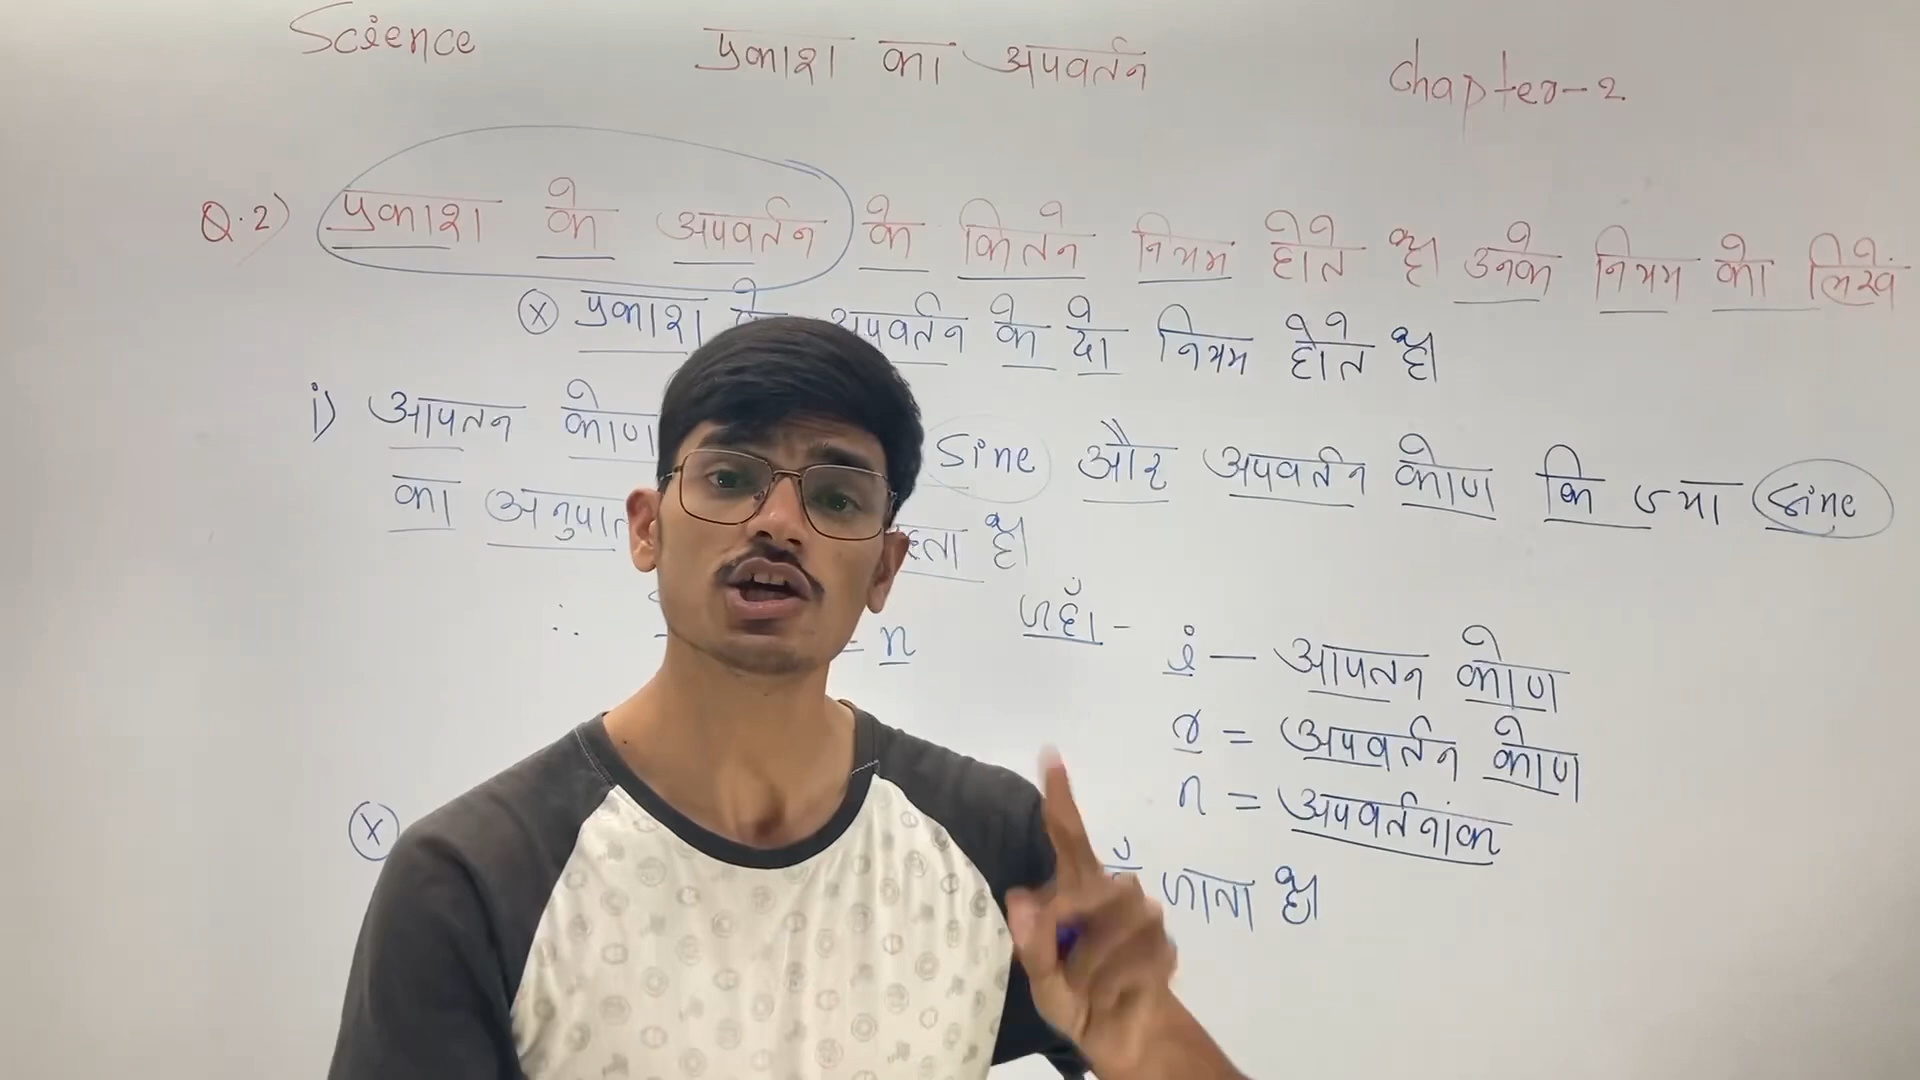 Science प्रकाश का अपवर्तन Chapter-2
Q.2) प्रकाश के अपवर्तन के कितने नियम होते है। उनके नियम को लिखे.
(x) प्रकाश अपवर्तन के दो नियम होते है।
i) आपतन कोण Sine और अपवर्तन कोण कि ज्या Sine
का अनुपात है।
∴ = n जहाँ -
i — आपतन कोण
r = अपवर्तन कोण
n = अपवर्तनांक
(x) जाता है।